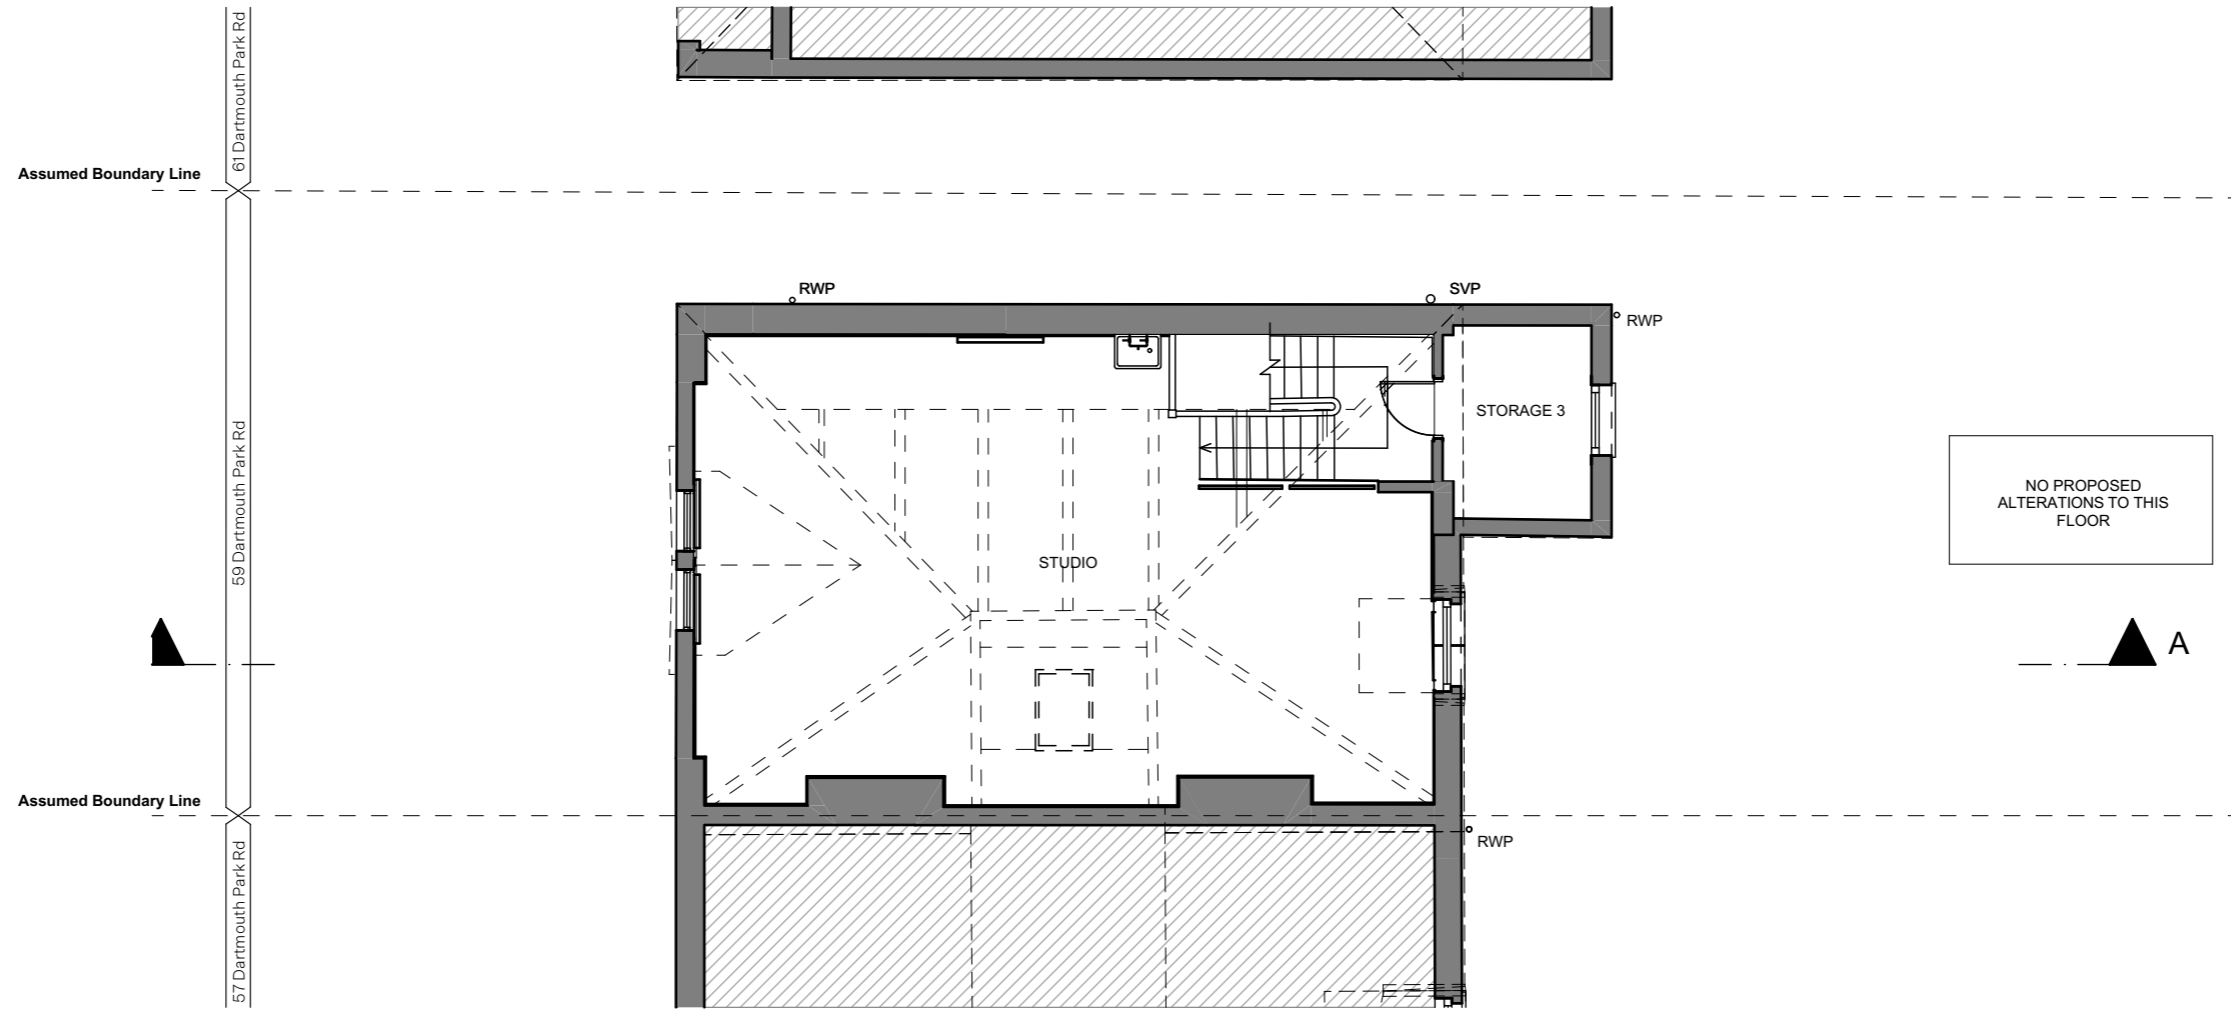 61 Dartmouth Park Rd
Assumed Boundary Line
RWP
SVP
RWP
STORAGE 3
59 Dartmouth Park Rd
NO PROPOSED
ALTERATIONS TO THIS
FLOOR
STUDIO
A
Assumed Boundary Line
RWP
57 Dartmouth Park Rd